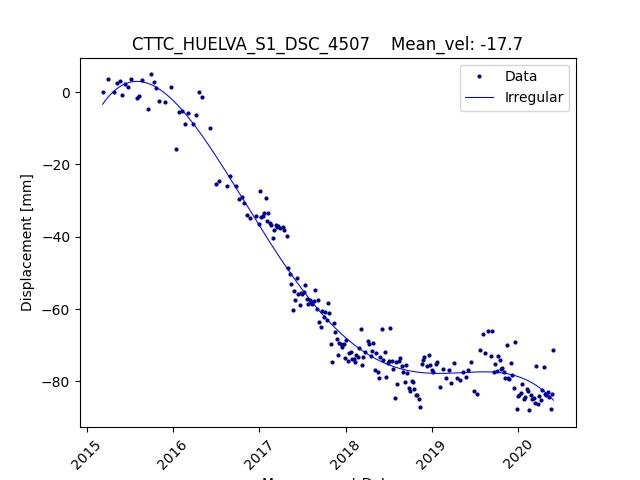 CTTC_HUELVA_S1_DSC_4507    Mean_vel: -17.7
Data
Irregular
Displacement [mm]
0
−20
−40
−60
−80
2015
2016
2017
2018
2019
2020